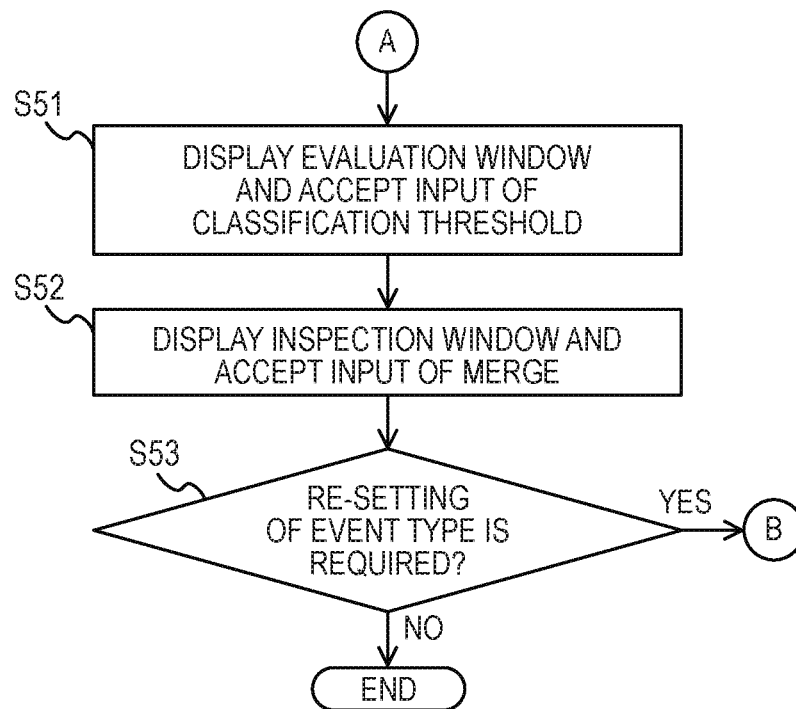 A
S51
DISPLAY EVALUATION WINDOW
AND ACCEPT INPUT OF
CLASSIFICATION THRESHOLD
S52
DISPLAY INSPECTION WINDOW AND
ACCEPT INPUT OF MERGE
S53
RE-SETTING
OF EVENT TYPE IS
REQUIRED?
YES
B
NO
END